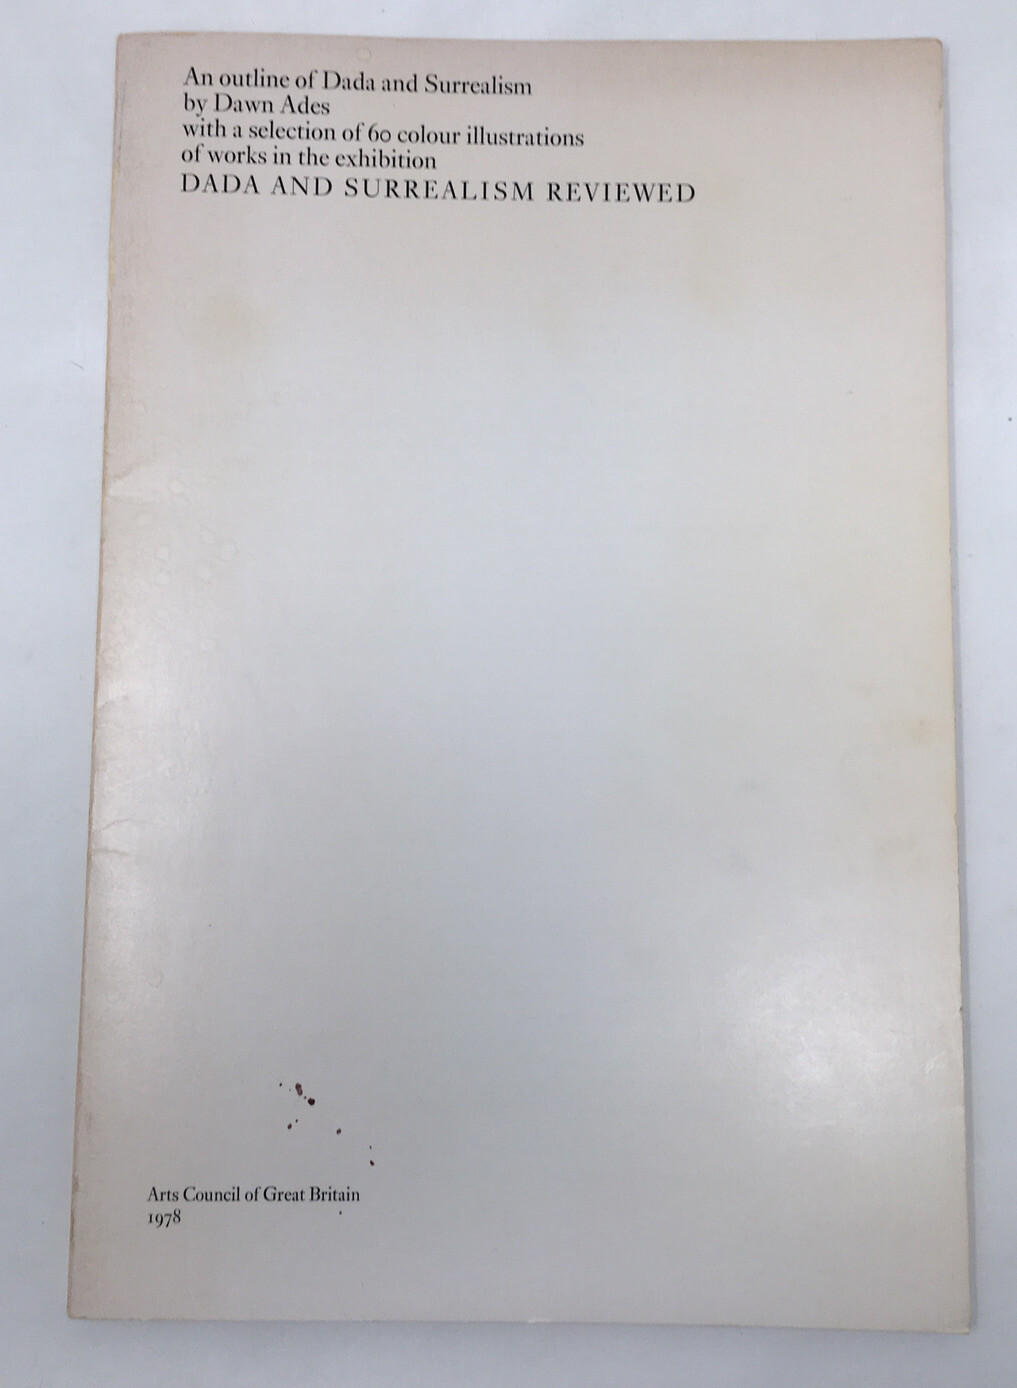 An outline of Dada and Surrealism
by Dawn Ades
with a selection of 60 colour illustrations
of works in the exhibition
DADA AND SURREALISM REVIEWED
Arts Council of Great Britain
1978